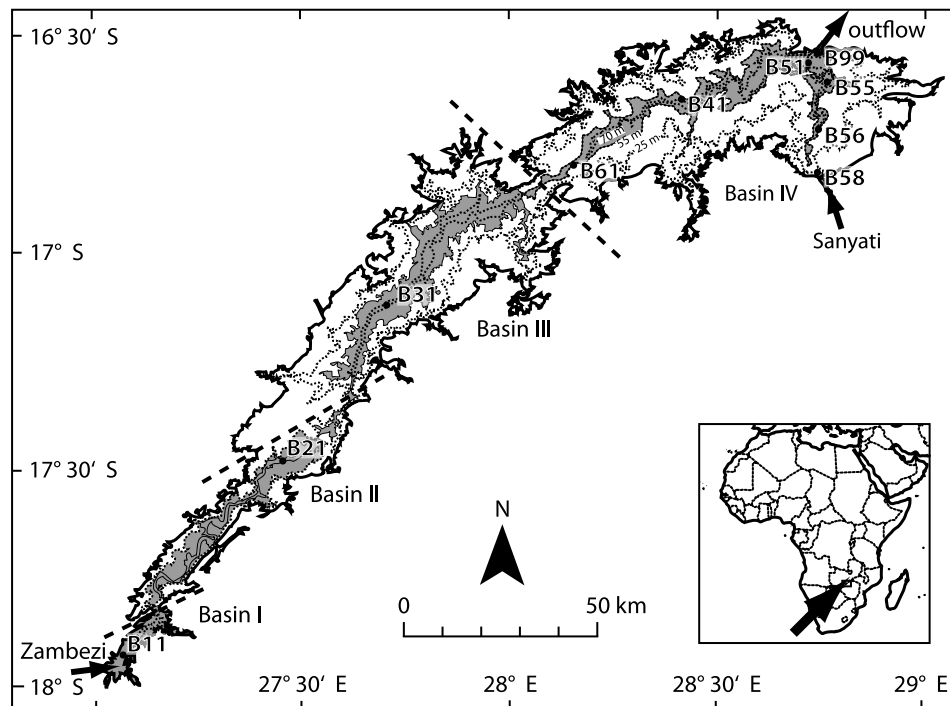 16° 30′ S
outflow
B51
B99
B55
B41
70 m
55 m
25 m
B56
B61
B58
Basin IV
Sanyati
17° S
B31
Basin III
B21
17° 30′ S
Basin II
N
Basin I
0
50 km
Zambezi
B11
18° S
27° 30′ E
28° E
28° 30′ E
29° E